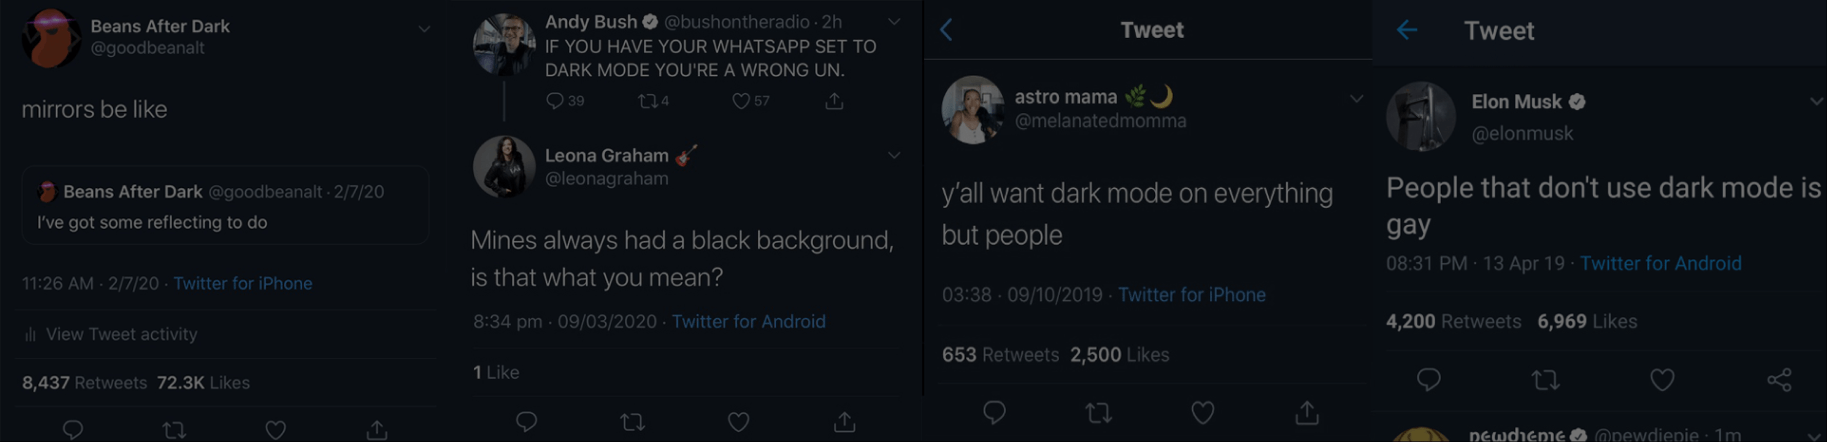 Beans After Dark
@goodbeanalt
mirrors be like
Beans After Dark @goodbeanalt · 2/7/20
I've got some reflecting to do
11:26 AM · 2/7/20 · Twitter for iPhone
View Tweet activity
8,437 Retweets 72.3K Likes
Andy Bush @bushontheradio · 2h
IF YOU HAVE YOUR WHATSAPP SET TO
DARK MODE YOU'RE A WRONG UN.
39 4 57
Leona Graham 🎸
@leonagraham
Mines always had a black background,
is that what you mean?
8:34 pm · 09/03/2020 · Twitter for Android
1 Like
Tweet
astro mama 🌿🌙
@melanatedmomma
y'all want dark mode on everything
but people
03:38 · 09/10/2019 · Twitter for iPhone
653 Retweets 2,500 Likes
Tweet
Elon Musk
@elonmusk
People that don't use dark mode is
gay
08:31 PM · 13 Apr 19 · Twitter for Android
4,200 Retweets 6,969 Likes
pewdiepie @pewdiepie · 1m